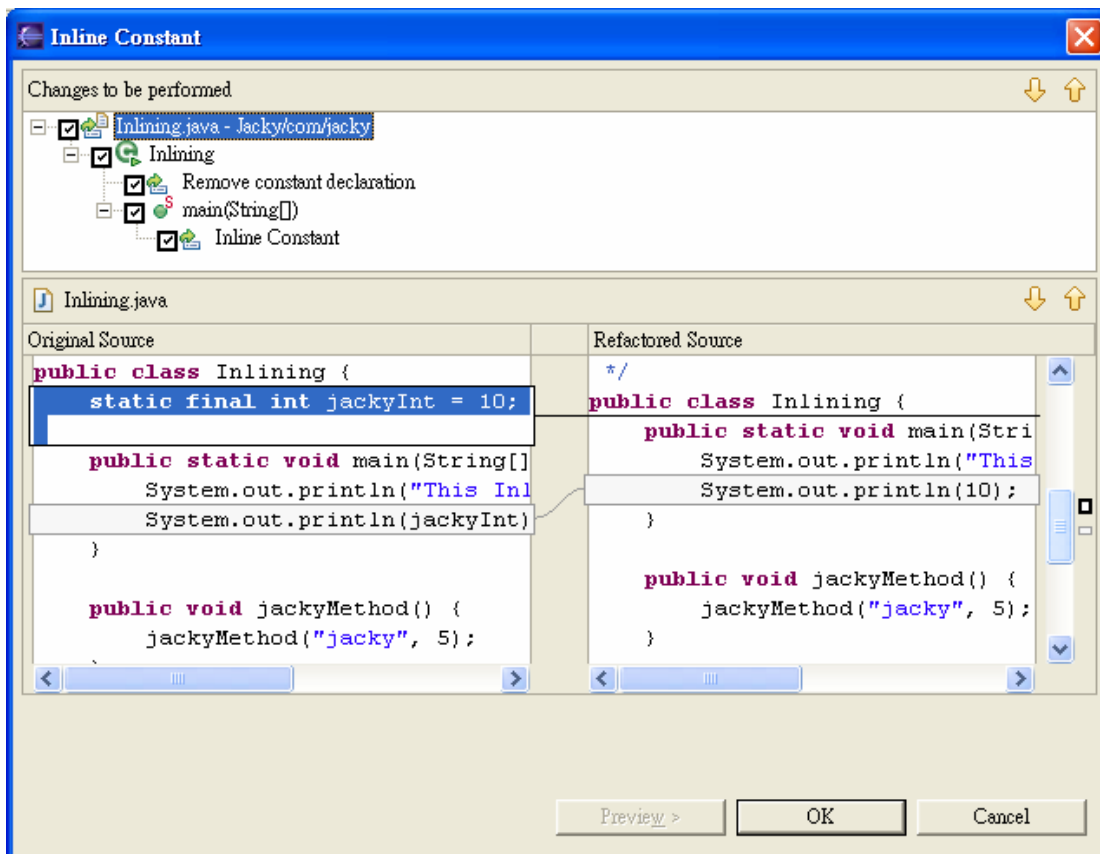 Inline Constant
Changes to be performed
Inlining.java - Jacky/com/jacky
Inlining
Remove constant declaration
main(String[])
Inline Constant
Inlining.java
Original Source
public class Inlining {
static final int jackyInt = 10;
public static void main(String[]
System.out.println("This Inl
System.out.println(jackyInt)
}
public void jackyMethod() {
jackyMethod("jacky", 5);
Refactored Source
*/
public class Inlining {
public static void main(Stri
System.out.println("This
System.out.println(10);
}
public void jackyMethod() {
jackyMethod("jacky", 5);
}
Preview >
OK
Cancel